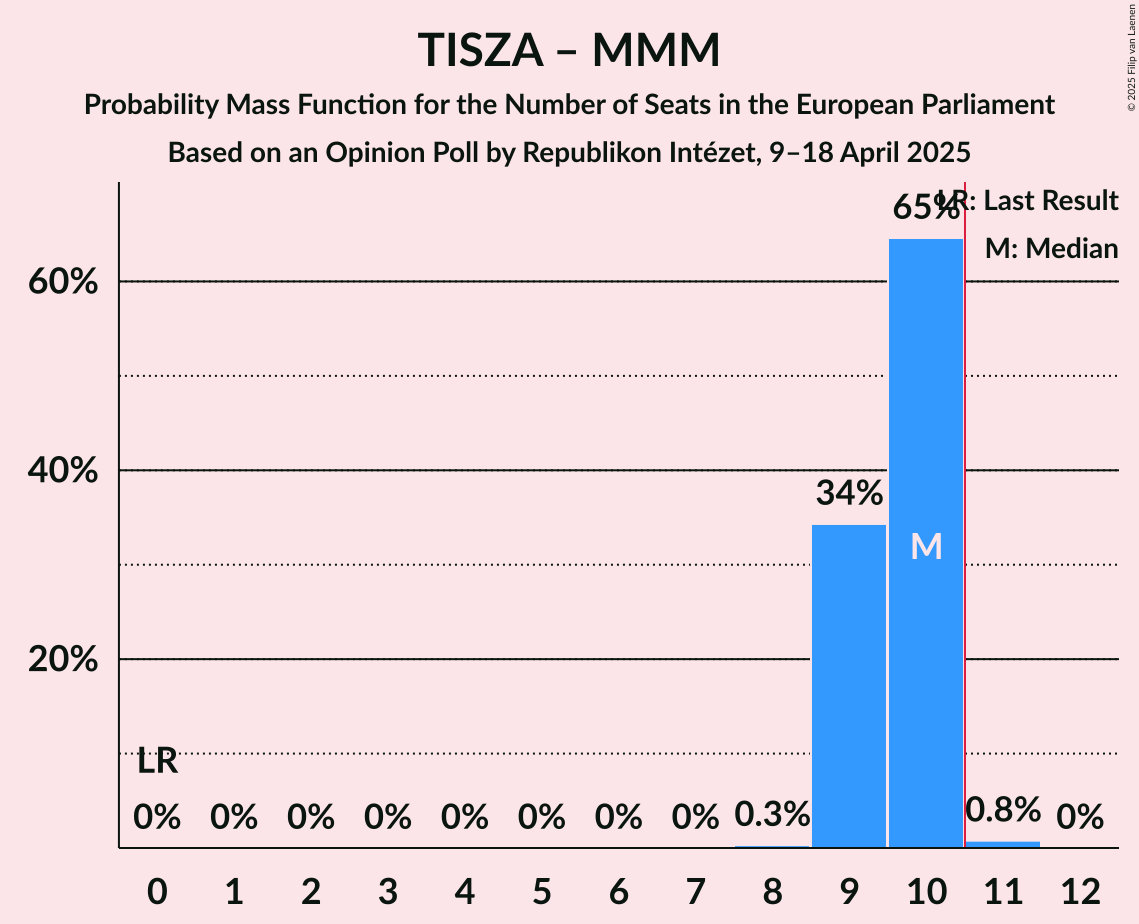 TISZA – MMM
Probability Mass Function for the Number of Seats in the European Parliament
Based on an Opinion Poll by Republikon Intézet, 9–18 April 2025
© 2025 Filip van Laenen
65%
LR: Last Result
M: Median
60%
40%
34%
M
20%
LR
0% 0% 0% 0% 0% 0% 0% 0% 0.3% 0.8% 0%
0 1 2 3 4 5 6 7 8 9 10 11 12